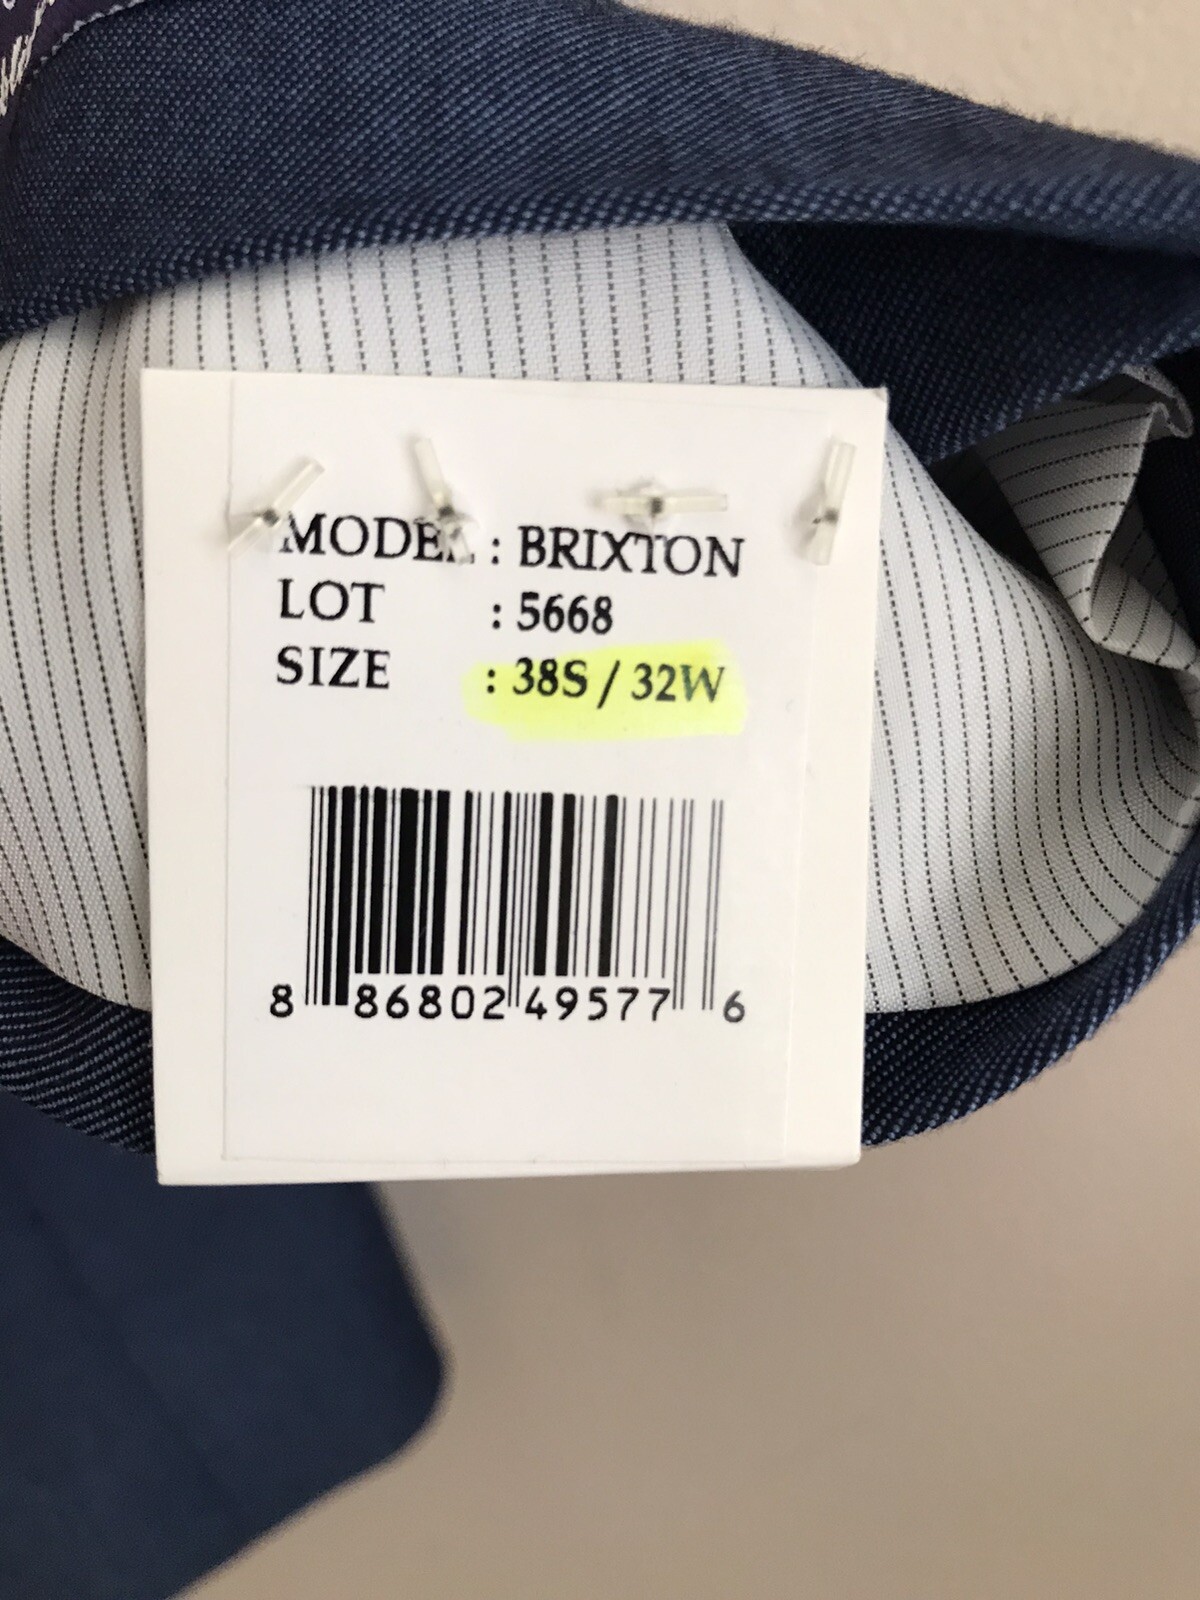 MODEL : BRIXTON
LOT : 5668
SIZE : 38S / 32W
8 86802 49577 6